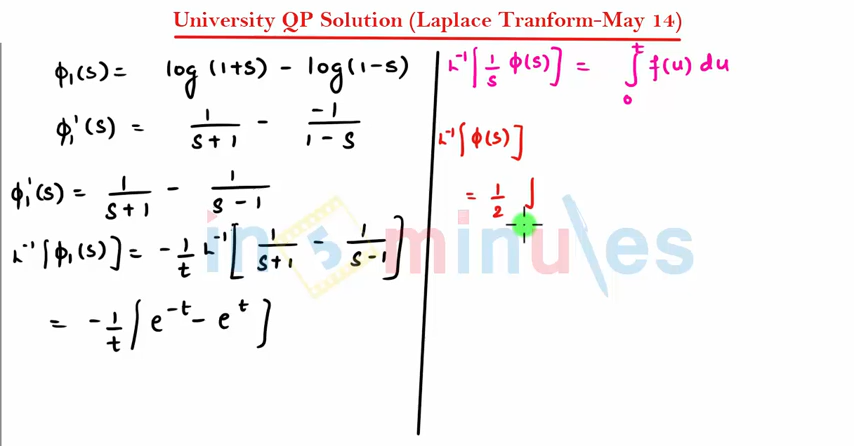 University QP Solution (Laplace Tranform-May 14)
φ₁(s) = log(1+s) − log(1−s)
φ₁'(s) = 1/(s+1) − −1/(1−s)
φ₁'(s) = 1/(s+1) − 1/(s−1)
L⁻¹[φ₁(s)] = −1/t L⁻¹[1/(s+1) − 1/(s−1)]
= −1/t [e^−t − e^t]
L⁻¹[1/s φ(s)] = ∫₀ᵗ f(u) du
L⁻¹[φ(s)]
= 1/2 ∫
in 5 minutes